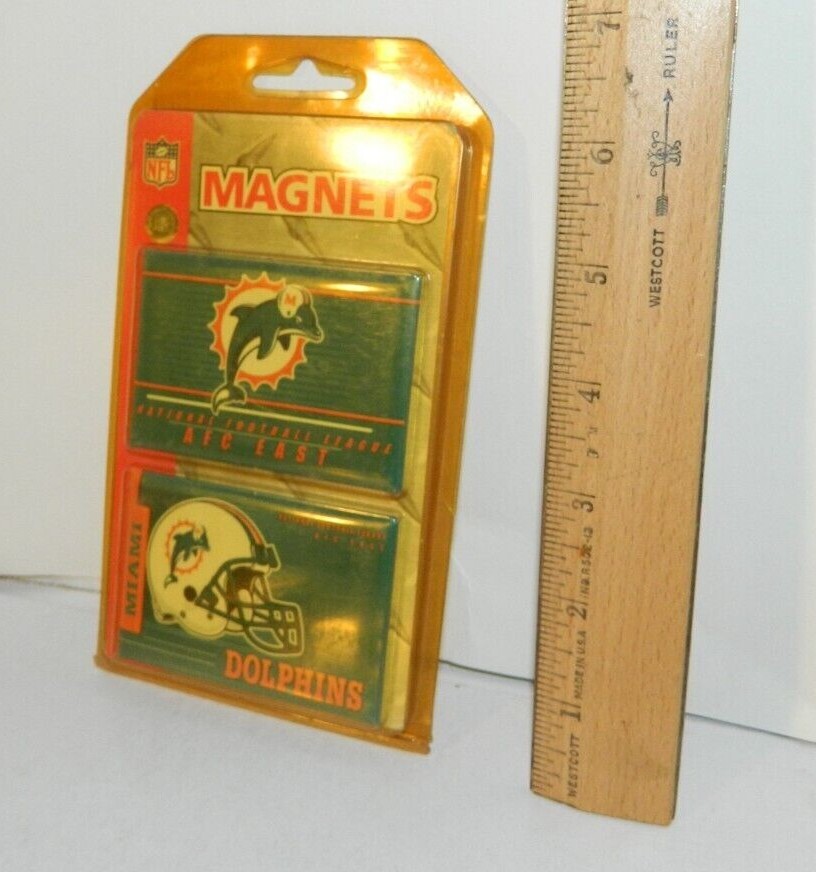 NFL
MAGNETS
M
NATIONAL FOOTBALL LEAGUE
AFC EAST
MIAMI
DOLPHINS
7
6
5
4
3
2
1
RULER
WESTCOTT
MADE IN U.S.A
WESTCOTT